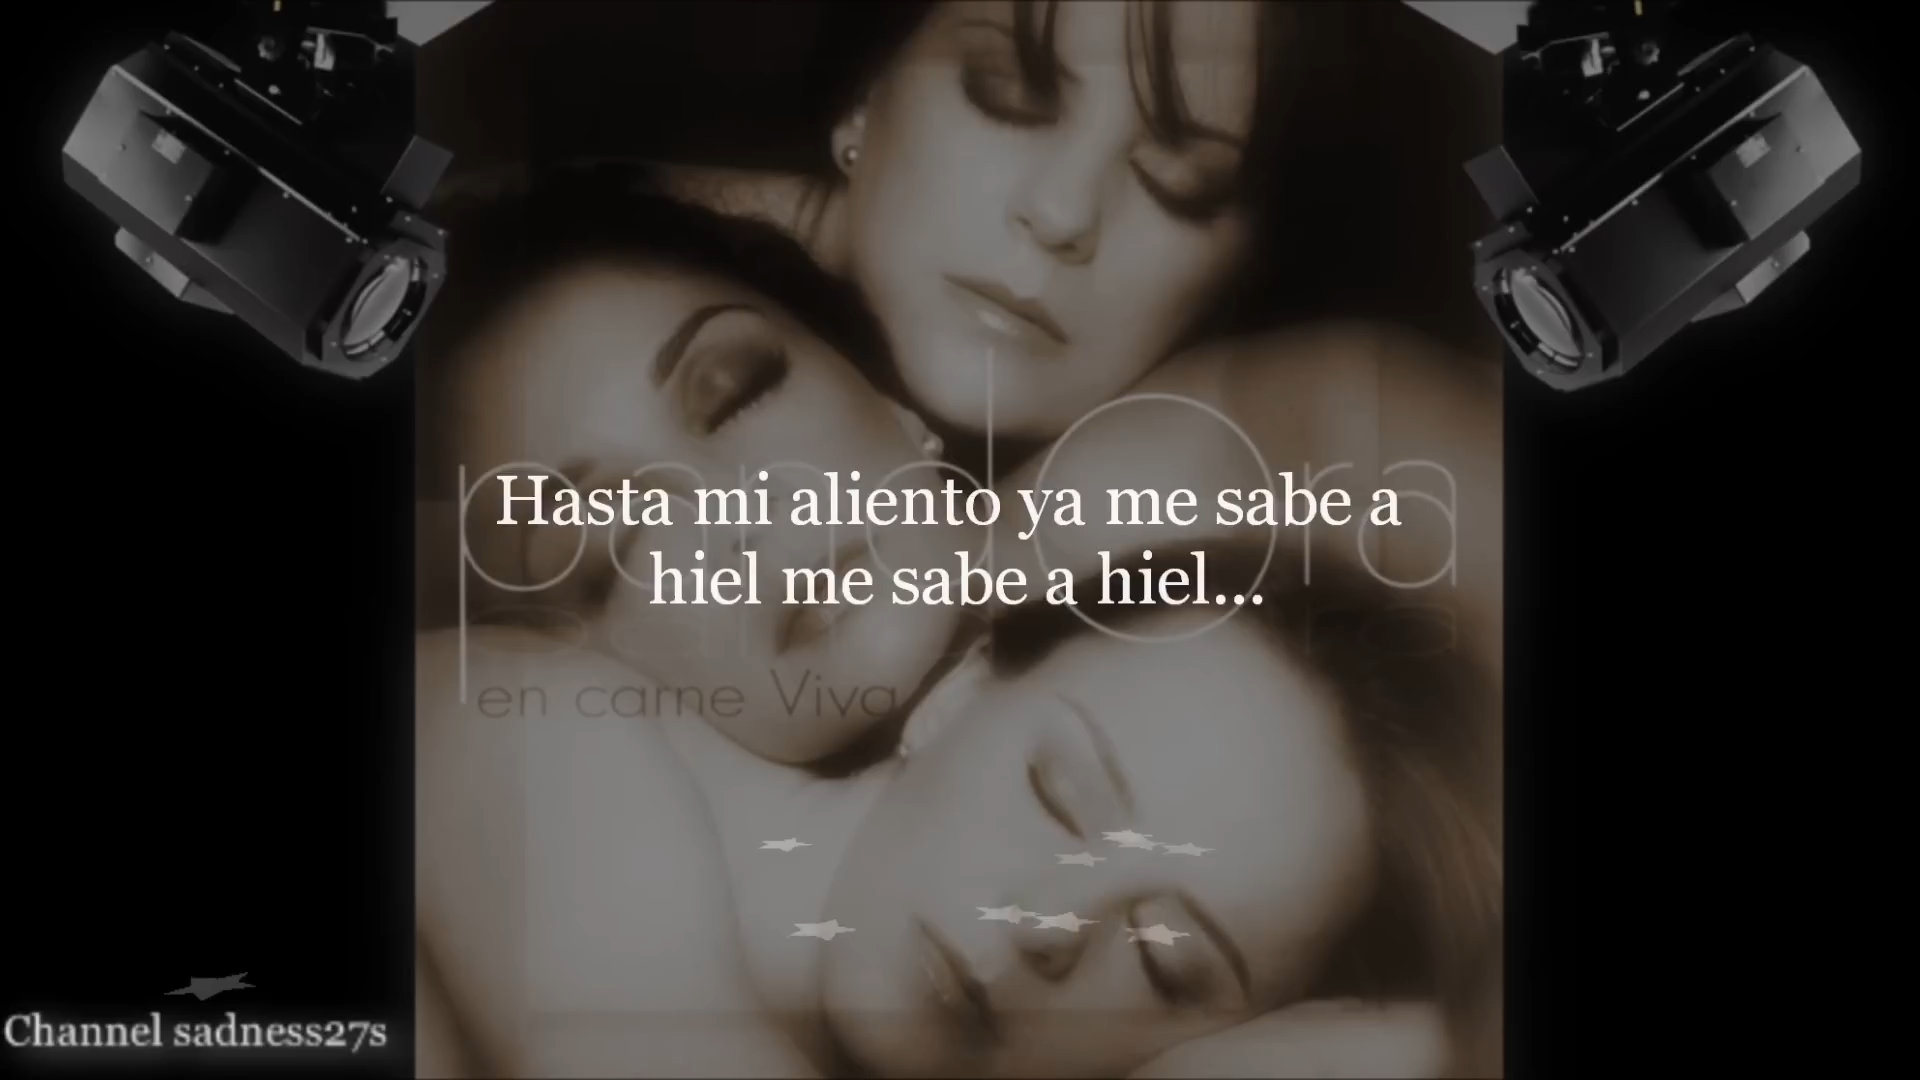 Hasta mi aliento ya me sabe a
hiel me sabe a hiel...
pandora
en carne Viva
Channel sadness27s